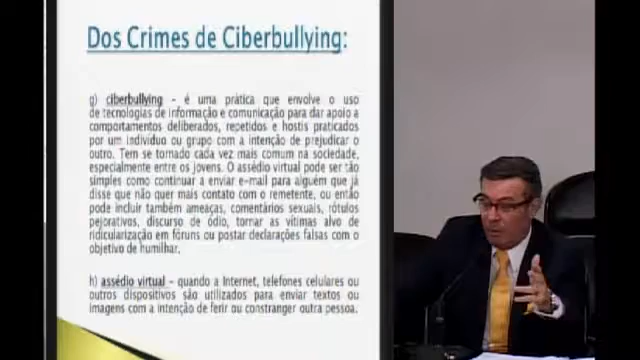 Dos Crimes de Ciberbullying:
g) ciberbullying – é uma prática que envolve o uso
de tecnologias de informação e comunicação para dar apoio a
comportamentos deliberados, repetidos e hostis praticados
por um indivíduo ou grupo com a intenção de prejudicar o
outro. Tem se tornado cada vez mais comum na sociedade,
especialmente entre os jovens. O assédio virtual pode ser tão
simples como continuar a enviar e-mail para alguém que já
disse que não quer mais contato com o remetente, ou então
pode incluir também ameaças, comentários sexuais, rótulos
pejorativos, discurso de ódio, tornar as vítimas alvo de
ridicularização em fóruns ou postar declarações falsas com o
objetivo de humilhar.
h) assédio virtual – quando a Internet, telefones celulares ou
outros dispositivos são utilizados para enviar textos ou
imagens com a intenção de ferir ou constranger outra pessoa.